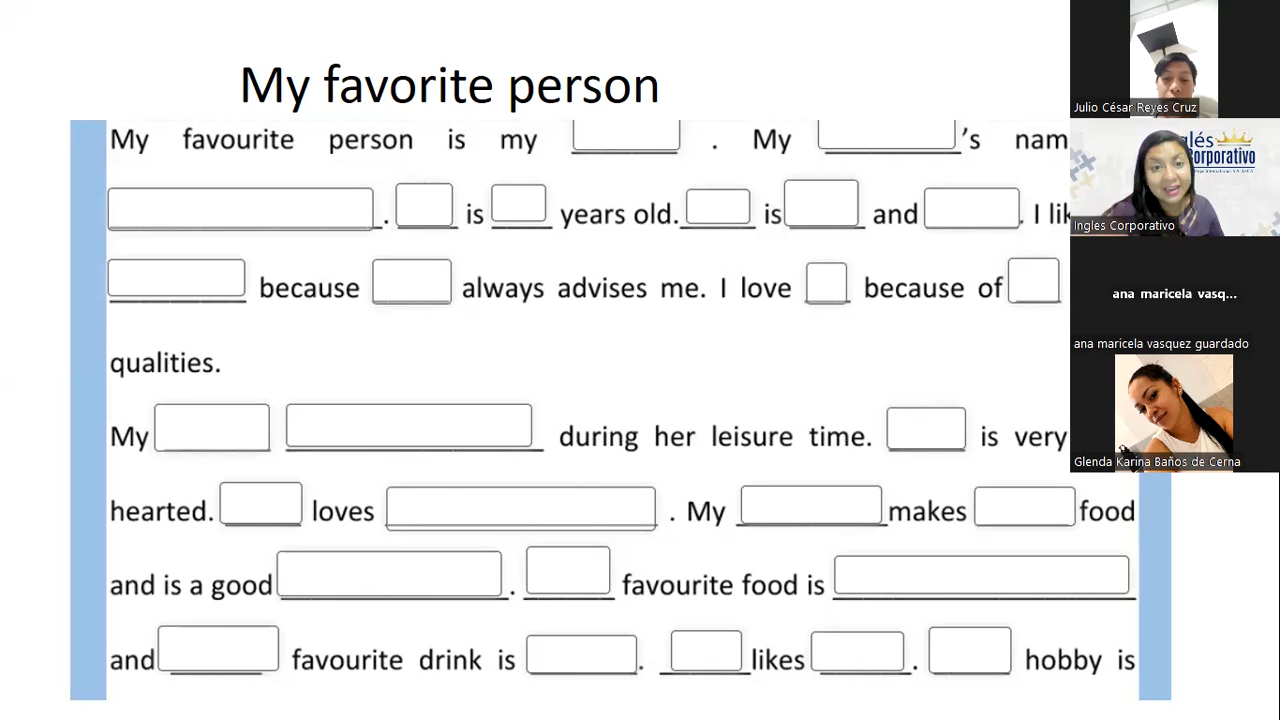 My favorite person
My favourite person is my . My 's nam
. is years old. is and . I lik
because always advises me. I love because of
qualities.
My during her leisure time. is very
hearted. loves . My makes food
and is a good . favourite food is
and favourite drink is . likes . hobby is
Julio César Reyes Cruz
glés
Corporativo
Ingles Corporativo
ana maricela vasq...
ana maricela vasquez guardado
Glenda Karina Baños de Cerna